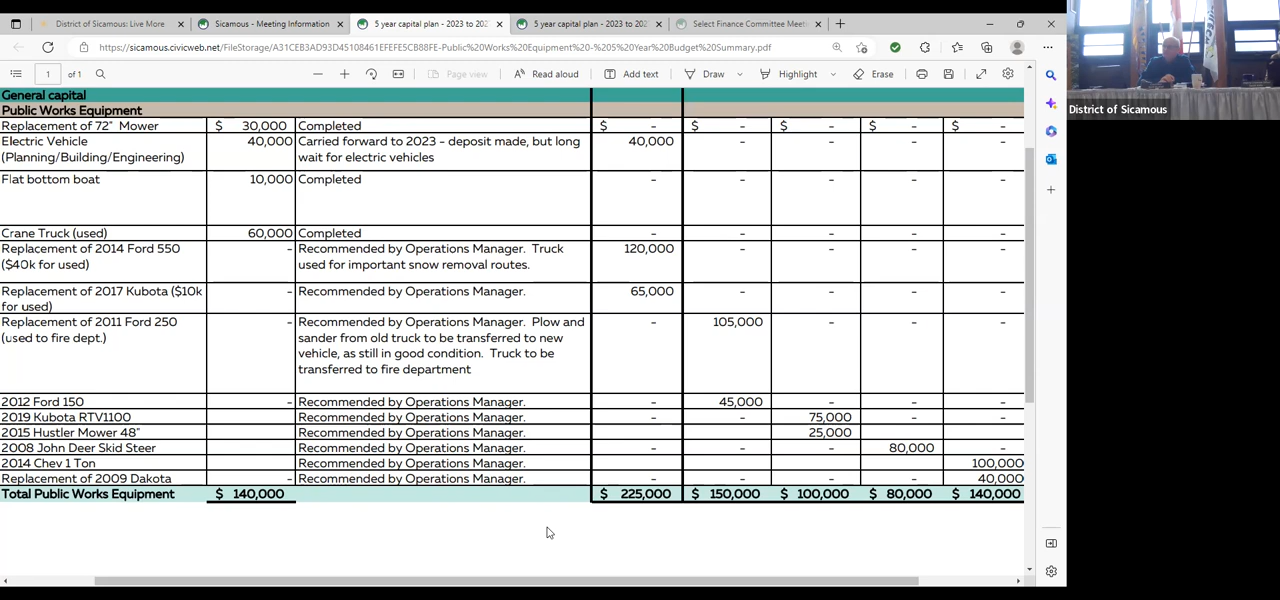 District of Sicamous: Live More
Sicamous - Meeting Information
5 year capital plan - 2023 to 202
5 year capital plan - 2023 to 202
Select Finance Committee Meeti
https://sicamous.civicweb.net/FileStorage/A31CEB3AD93D45108461EFEFE5CB88FE-Public%20Works%20Equipment%20-%205%20Year%20Budget%20Summary.pdf
1 of 1 Page view Read aloud Add text Draw Highlight Erase
District of Sicamous
General capital
Public Works Equipment
Replacement of 72" Mower $ 30,000 Completed $ - $ - $ - $ - $ -
Electric Vehicle 40,000 Carried forward to 2023 - deposit made, but long 40,000 - - - -
(Planning/Building/Engineering) wait for electric vehicles
Flat bottom boat 10,000 Completed - - - - -
Crane Truck (used) 60,000 Completed - - - - -
Replacement of 2014 Ford 550 - Recommended by Operations Manager. Truck 120,000 - - - -
($40k for used) used for important snow removal routes.
Replacement of 2017 Kubota ($10k - Recommended by Operations Manager. 65,000 - - - -
for used)
Replacement of 2011 Ford 250 - Recommended by Operations Manager. Plow and - 105,000 - - -
(used to fire dept.) sander from old truck to be transferred to new
vehicle, as still in good condition. Truck to be
transferred to fire department
2012 Ford 150 - Recommended by Operations Manager. - 45,000 - - -
2019 Kubota RTV1100 Recommended by Operations Manager. - - 75,000 - -
2015 Hustler Mower 48" Recommended by Operations Manager. 25,000
2008 John Deer Skid Steer Recommended by Operations Manager. - - - 80,000 -
2014 Chev 1 Ton Recommended by Operations Manager. 100,000
Replacement of 2009 Dakota - Recommended by Operations Manager. - - - - 40,000
Total Public Works Equipment $ 140,000 $ 225,000 $ 150,000 $ 100,000 $ 80,000 $ 140,000